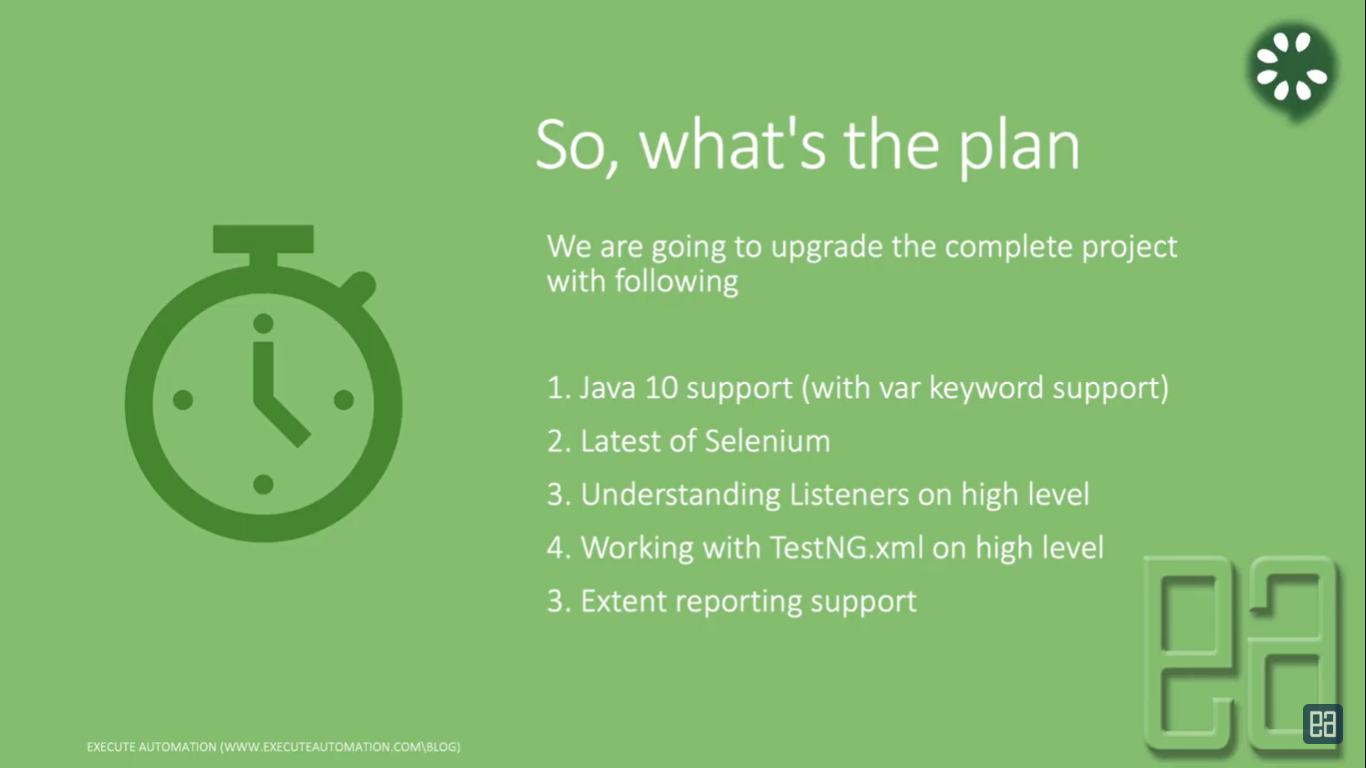 So, what's the plan
We are going to upgrade the complete project
with following
1. Java 10 support (with var keyword support)
2. Latest of Selenium
3. Understanding Listeners on high level
4. Working with TestNG.xml on high level
3. Extent reporting support
ea
ea
EXECUTE AUTOMATION (WWW.EXECUTEAUTOMATION.COM\BLOG)